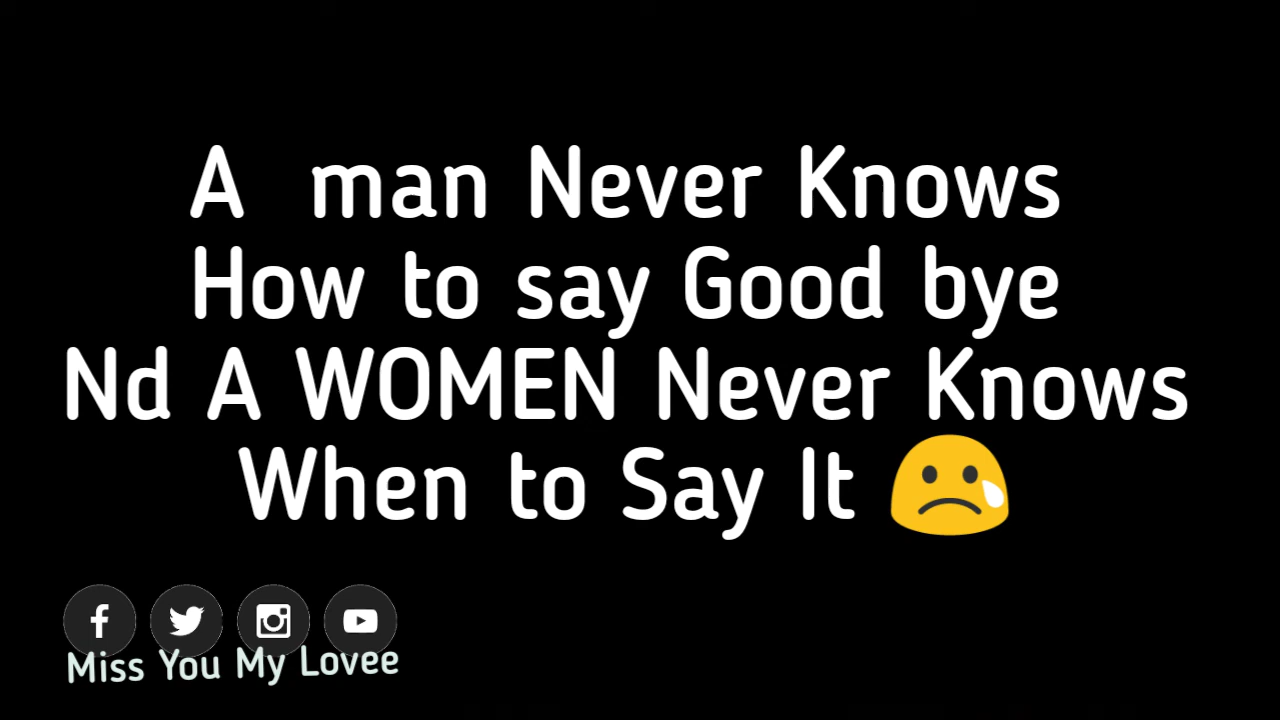 A man Never Knows
How to say Good bye
Nd A WOMEN Never Knows
When to Say It 😢
Miss You My Lovee